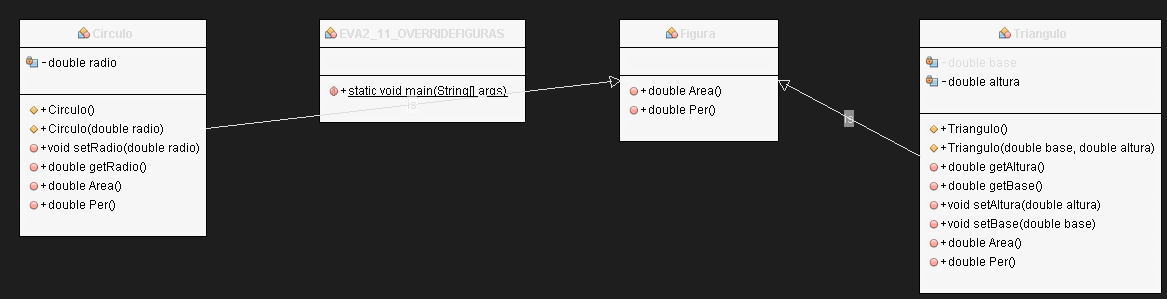 Circulo
- double radio
+ Circulo()
+ Circulo(double radio)
+ void setRadio(double radio)
+ double getRadio()
+ double Area()
+ double Per()
EVA2_11_OVERRIDEFIGURAS
+ static void main(String[] args)
is
Figura
+ double Area()
+ double Per()
is
Triangulo
- double base
- double altura
+ Triangulo()
+ Triangulo(double base, double altura)
+ double getAltura()
+ double getBase()
+ void setAltura(double altura)
+ void setBase(double base)
+ double Area()
+ double Per()